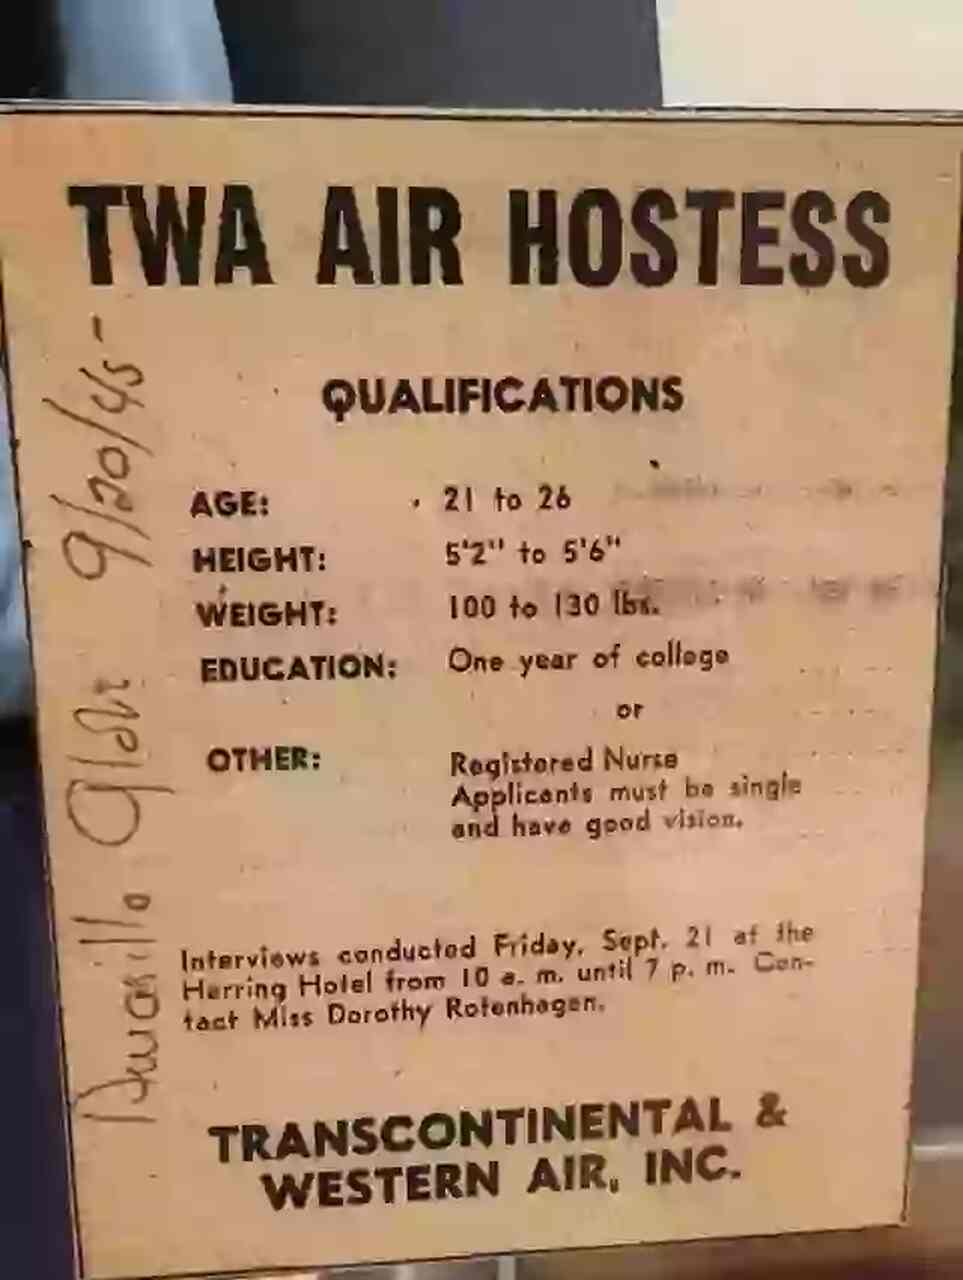 TWA AIR HOSTESS
QUALIFICATIONS
AGE: 21 to 26
HEIGHT: 5'2" to 5'6"
WEIGHT: 100 to 130 lbs.
EDUCATION: One year of college
or
OTHER: Registered Nurse
Applicants must be single
and have good vision.
Interviews conducted Friday, Sept. 21 at the
Herring Hotel from 10 a. m. until 7 p. m. Con-
tact Miss Dorothy Rotenhagen.
TRANSCONTINENTAL &
WESTERN AIR, INC.
Amarillo 9/20/45